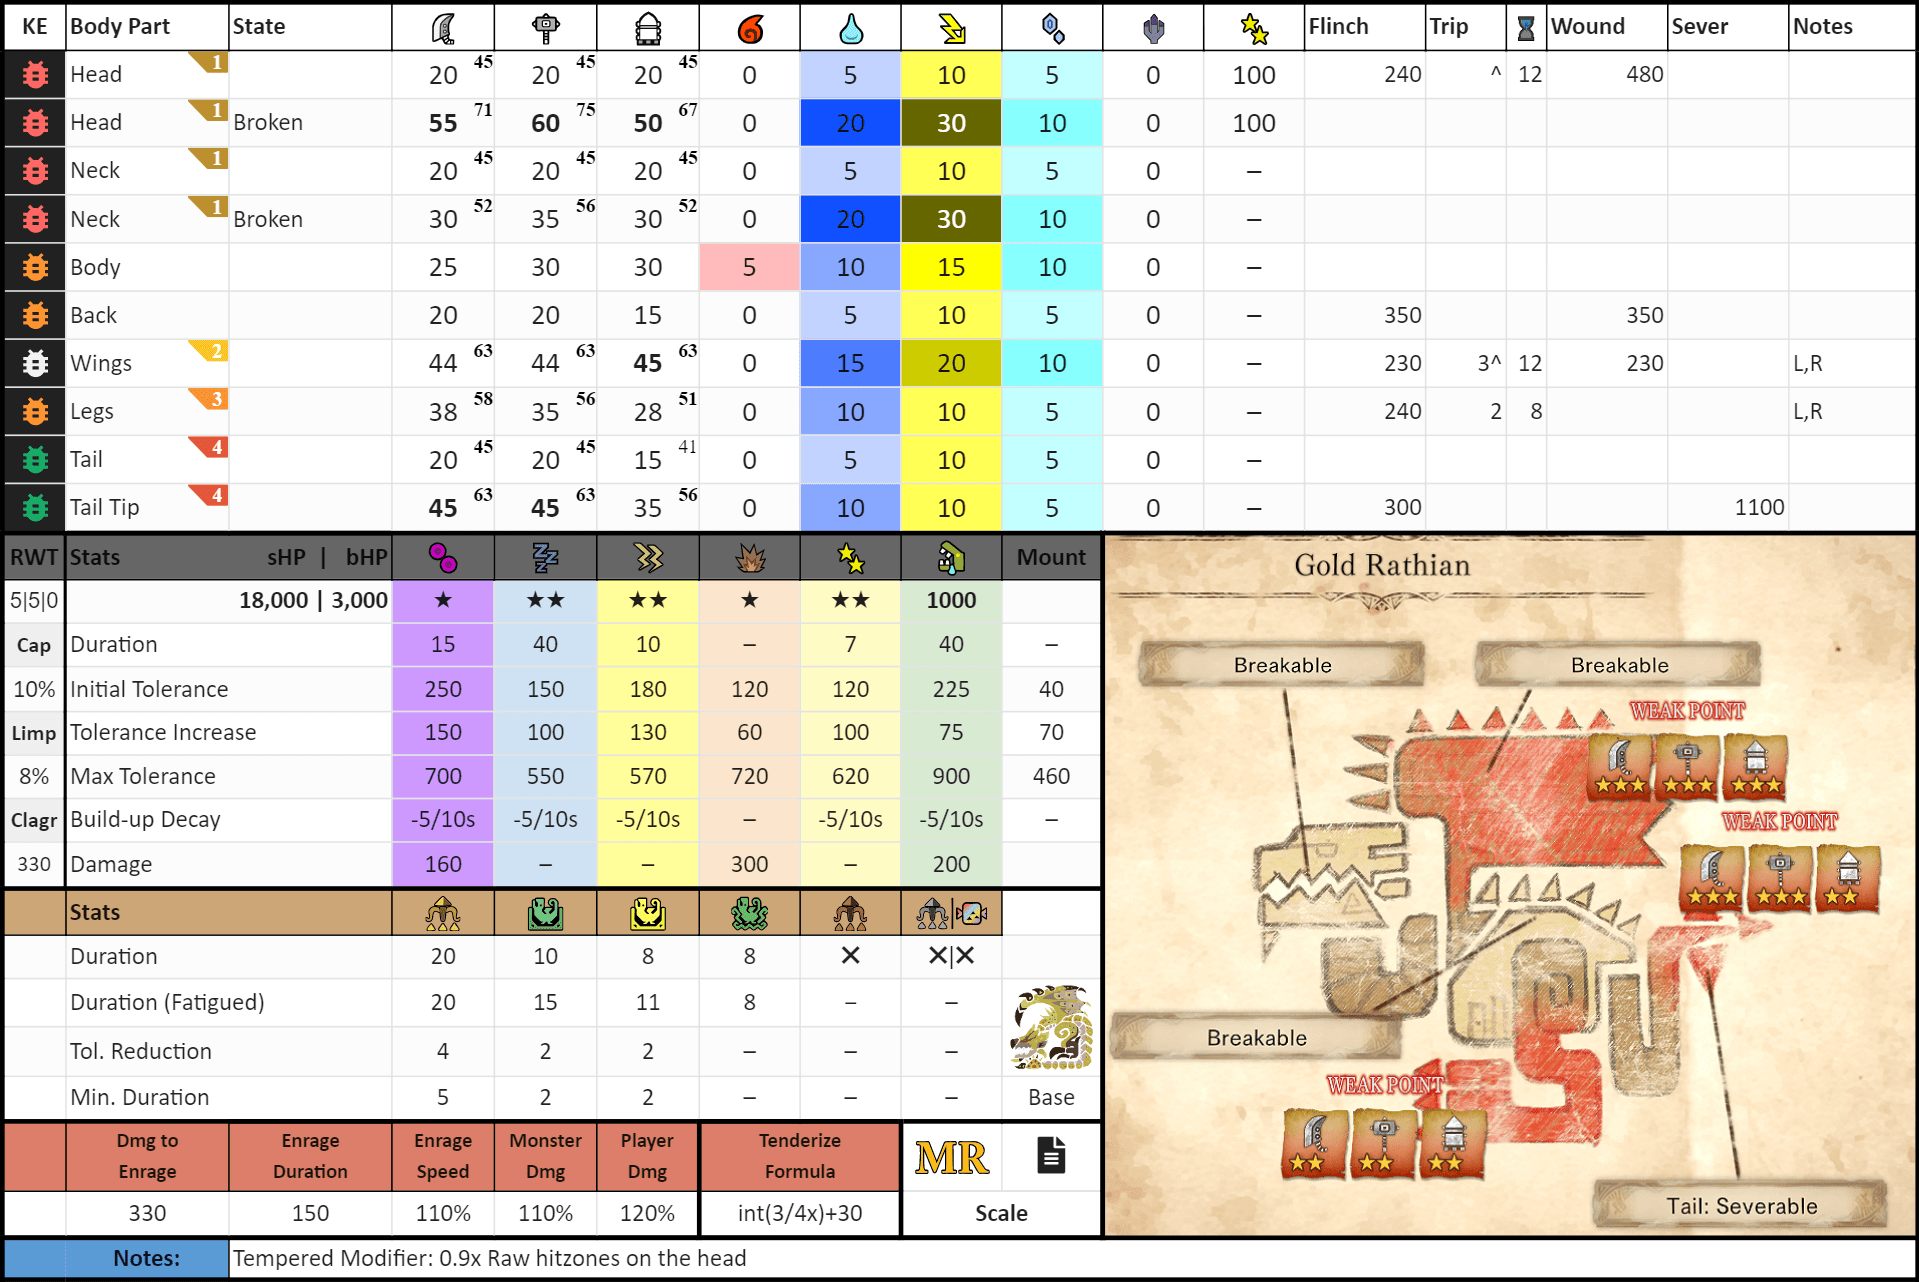 KE Body Part State Flinch Trip Wound Sever Notes
Head 1 20 45 20 45 20 45 0 5 10 5 0 100 240 ^ 12 480
Head 1 Broken 55 71 60 75 50 67 0 20 30 10 0 100
Neck 1 20 45 20 45 20 45 0 5 10 5 0 –
Neck 1 Broken 30 52 35 56 30 52 0 20 30 10 0 –
Body 25 30 30 5 10 15 10 0 –
Back 20 20 15 0 5 10 5 0 – 350 350
Wings 2 44 63 44 63 45 63 0 15 20 10 0 – 230 3^ 12 230 L,R
Legs 3 38 58 35 56 28 51 0 10 10 5 0 – 240 2 8 L,R
Tail 4 20 45 20 45 15 41 0 5 10 5 0 –
Tail Tip 4 45 63 45 63 35 56 0 10 10 5 0 – 300 1100
RWT Stats sHP | bHP Mount
5|5|0 18,000 | 3,000 ★ ★★ ★★ ★ ★★ 1000
Cap Duration 15 40 10 – 7 40 –
10% Initial Tolerance 250 150 180 120 120 225 40
Limp Tolerance Increase 150 100 130 60 100 75 70
8% Max Tolerance 700 550 570 720 620 900 460
Clagr Build-up Decay -5/10s -5/10s -5/10s – -5/10s -5/10s –
330 Damage 160 – – 300 – 200
Stats
Duration 20 10 8 8 ✕ ✕|✕
Duration (Fatigued) 20 15 11 8 – –
Tol. Reduction 4 2 2 – – –
Min. Duration 5 2 2 – – – Base
Dmg to Enrage Enrage Duration Enrage Speed Monster Dmg Player Dmg Tenderize Formula MR
330 150 110% 110% 120% int(3/4x)+30 Scale
Notes: Tempered Modifier: 0.9x Raw hitzones on the head
Gold Rathian
Breakable
Breakable
WEAK POINT
★★★ ★★★ ★★★
WEAK POINT
★★★ ★★★ ★★
Breakable
WEAK POINT
★★ ★★ ★★
Tail: Severable